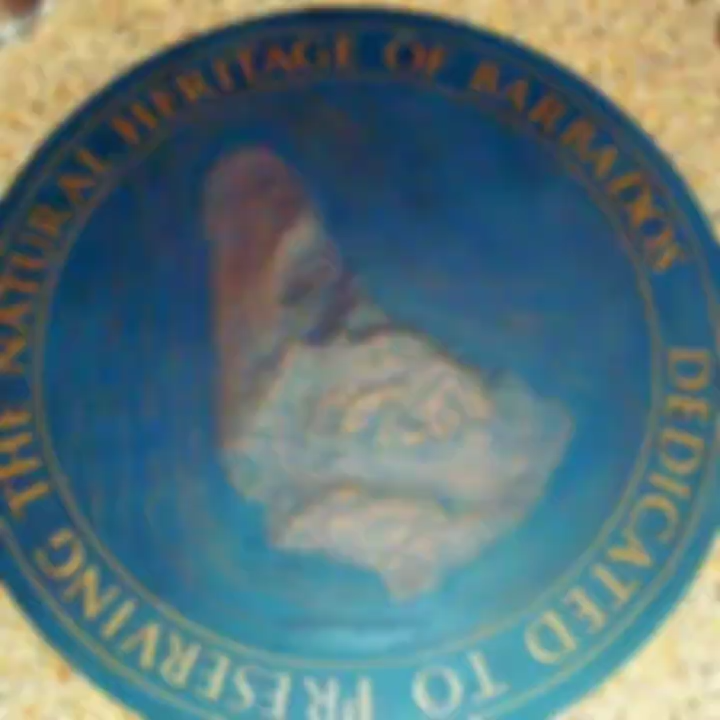 DEDICATED TO PRESERVING THE NATURAL HERITAGE OF BARBADOS